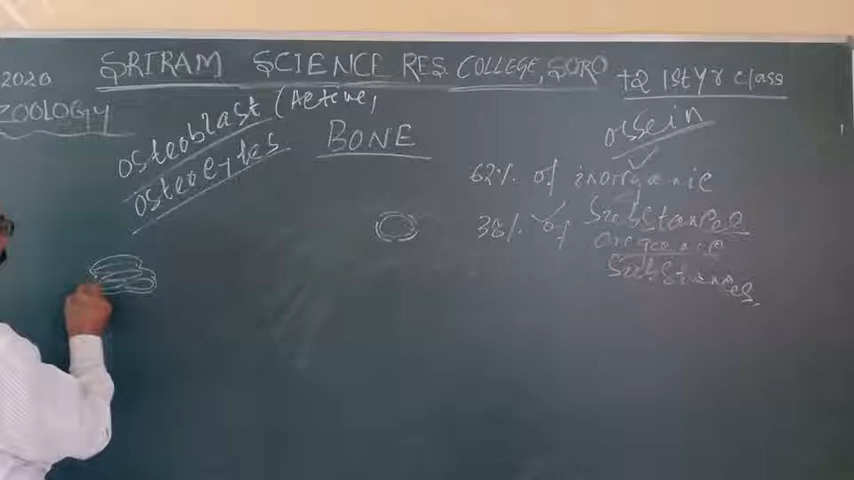 SRIRAM SCIENCE RES. COLLEGE, SORO
+2 1st yr class
2020
ZOOLOGY
osteoblast (Active,
osteocytes
BONE
ossein
62% of inorganic
Substances
38% of organic
Substances.